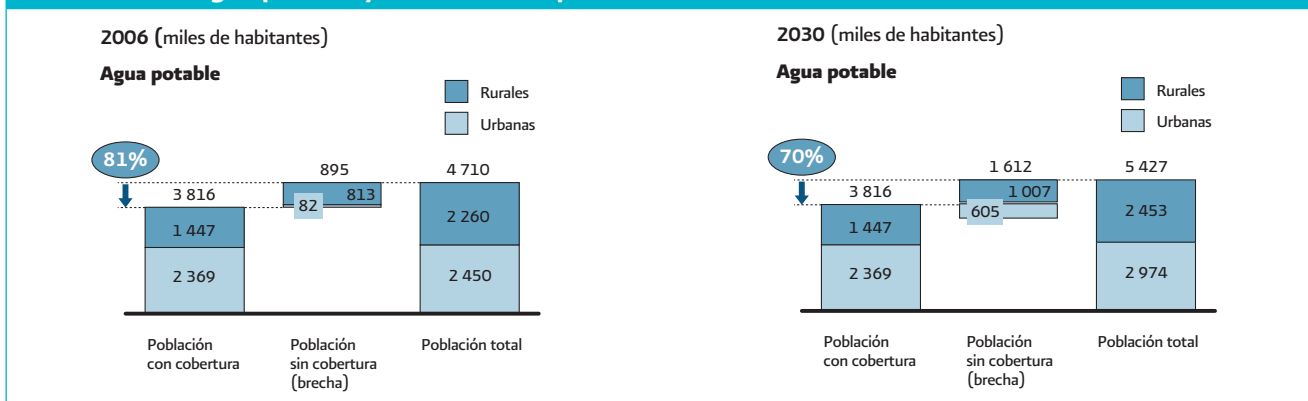 2006 (miles de habitantes)
Agua potable
Rurales
Urbanas
81%
895
4 710
3 816
813
82
2 260
1 447
2 369
2 450
Población
con cobertura
Población
sin cobertura
(brecha)
Población total
2030 (miles de habitantes)
Agua potable
Rurales
Urbanas
70%
1 612
5 427
3 816
1 007
605
2 453
1 447
2 369
2 974
Población
con cobertura
Población
sin cobertura
(brecha)
Población total